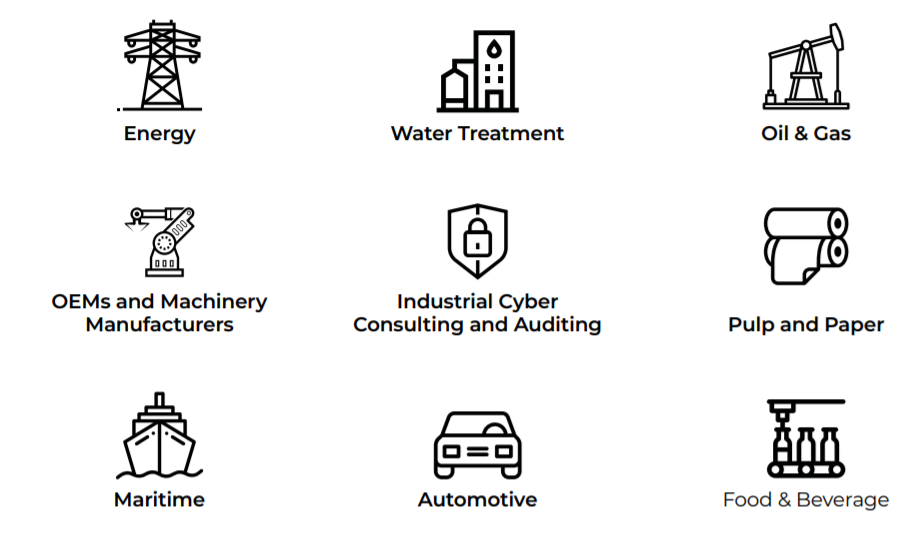 Energy
Water Treatment
Oil & Gas
OEMs and Machinery
Manufacturers
Industrial Cyber
Consulting and Auditing
Pulp and Paper
Maritime
Automotive
Food & Beverage